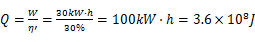 Q = W/η′ = 30kW·h/30% = 100kW · h = 3.6 × 10⁸J